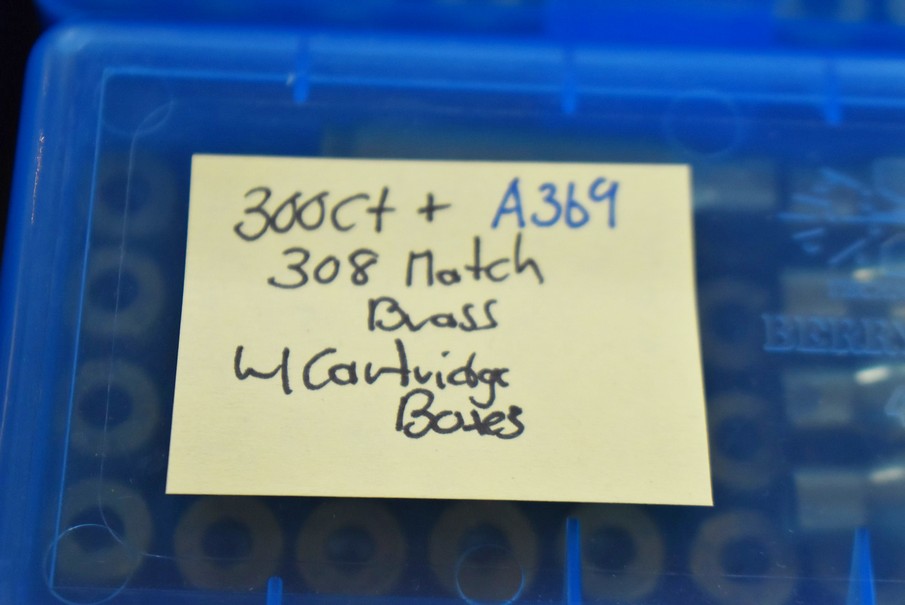 300Ct + A369
308 Match
Brass
w/ Cartridge
Boxes